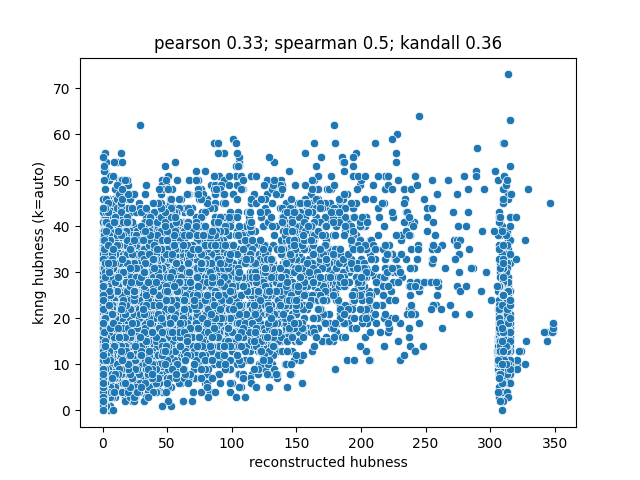 pearson 0.33; spearman 0.5; kandall 0.36
70
60
50
40
30
20
10
0
knng hubness (k=auto)
0 50 100 150 200 250 300 350
reconstructed hubness